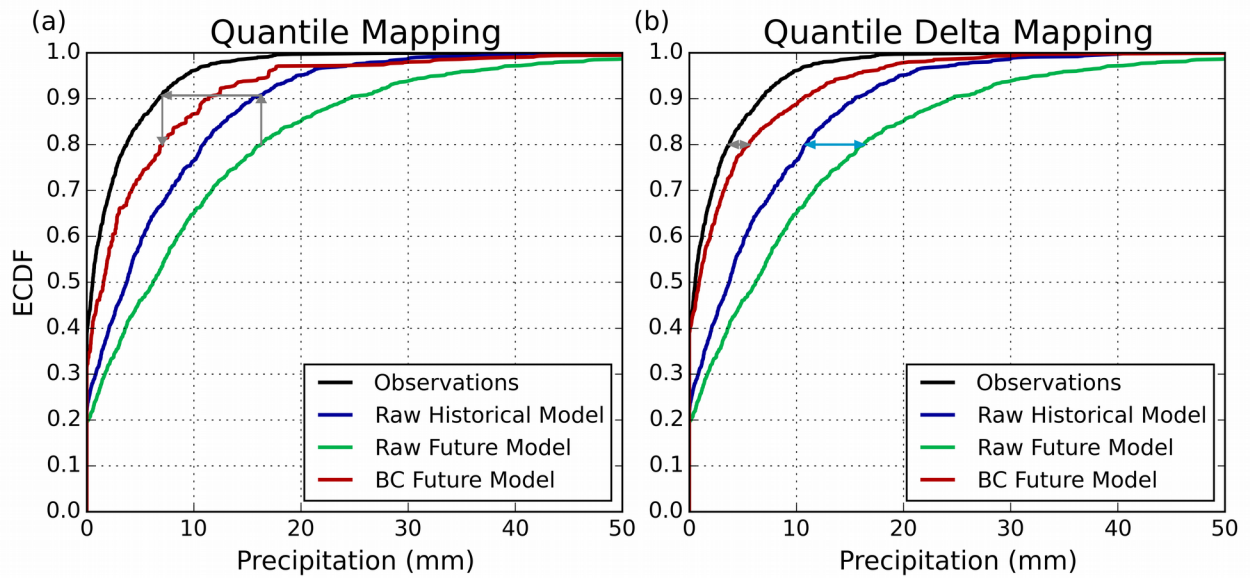 (a)
Quantile Mapping
1.0
0.9
0.8
0.7
0.6
0.5
0.4
0.3
0.2
0.1
0.0
ECDF
Observations
Raw Historical Model
Raw Future Model
BC Future Model
0 10 20 30 40 50
Precipitation (mm)
(b)
Quantile Delta Mapping
1.0
0.9
0.8
0.7
0.6
0.5
0.4
0.3
0.2
0.1
0.0
Observations
Raw Historical Model
Raw Future Model
BC Future Model
0 10 20 30 40 50
Precipitation (mm)